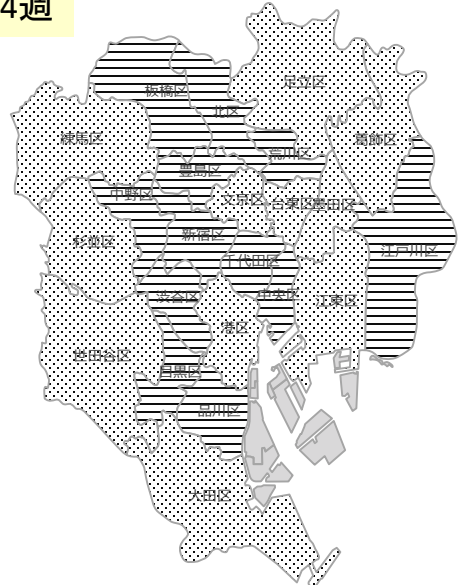 4週
足立区
板橋区
北区
練馬区
葛飾区
荒川区
豊島区
中野区
文京区
台東区
墨田区
杉並区
新宿区
江戸川区
千代田区
渋谷区
中央区
江東区
港区
世田谷区
目黒区
品川区
大田区